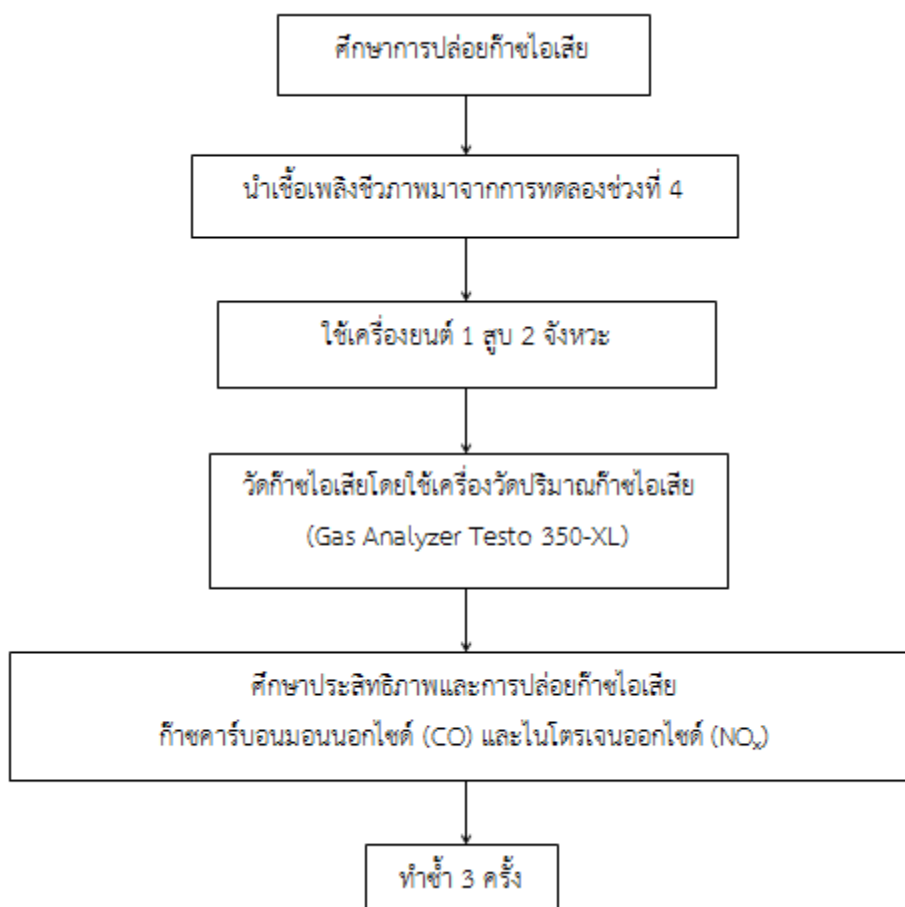 ศึกษาการปล่อยก๊าซไอเสีย
นำเชื้อเพลิงชีวภาพมาจากการทดลองช่วงที่ 4
ใช้เครื่องยนต์ 1 สูบ 2 จังหวะ
วัดก๊าซไอเสียโดยใช้เครื่องวัดปริมาณก๊าซไอเสีย
(Gas Analyzer Testo 350-XL)
ศึกษาประสิทธิภาพและการปล่อยก๊าซไอเสีย
ก๊าซคาร์บอนมอนนอกไซด์ (CO) และไนโตรเจนออกไซด์ (NOₓ)
ทำซ้ำ 3 ครั้ง